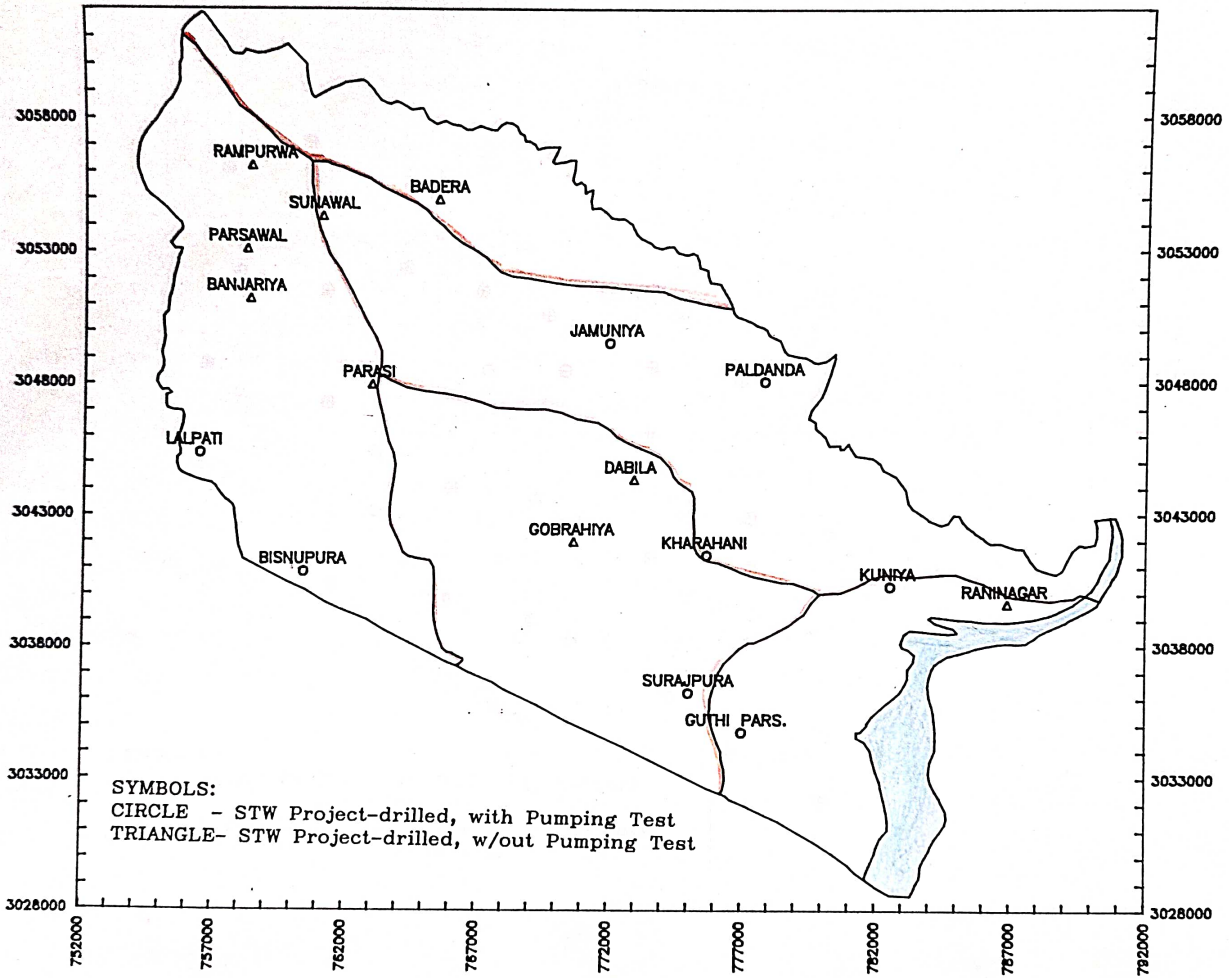 3058000
3058000
RAMPURWA
BADERA
SUNAWAL
PARSAWAL
3053000
3053000
BANJARIYA
JAMUNIYA
PALDANDA
PARASI
3048000
3048000
LALPATI
DABILA
3043000
3043000
GOBRAHIYA
KHARAHANI
BISNUPURA
KUNIYA
RANINAGAR
3038000
3038000
SURAJPURA
GUTHI PARS.
3033000
3033000
SYMBOLS:
CIRCLE - STW Project-drilled, with Pumping Test
TRIANGLE- STW Project-drilled, w/out Pumping Test
3028000
3028000
752000
757000
762000
767000
772000
777000
782000
787000
792000